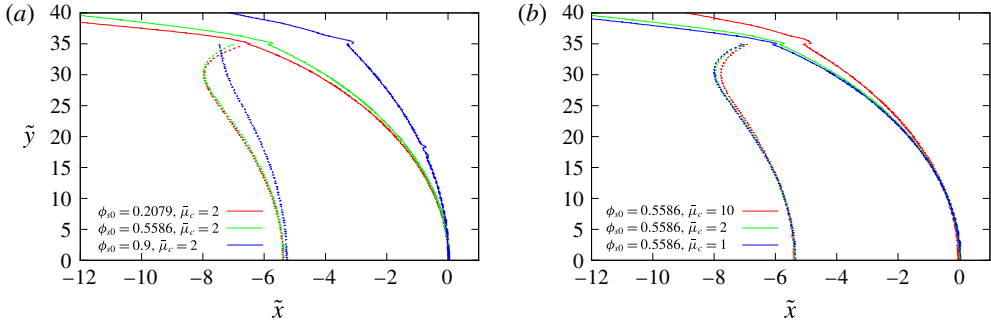 (a)
40
35
30
25
ỹ
20
15
10
5
0
ϕs0 = 0.2079, μ̄c = 2
ϕs0 = 0.5586, μ̄c = 2
ϕs0 = 0.9, μ̄c = 2
−12 −10 −8 −6 −4 −2 0
x̃
(b)
40
35
30
25
20
15
10
5
0
ϕs0 = 0.5586, μ̄c = 10
ϕs0 = 0.5586, μ̄c = 2
ϕs0 = 0.5586, μ̄c = 1
−12 −10 −8 −6 −4 −2 0
x̃